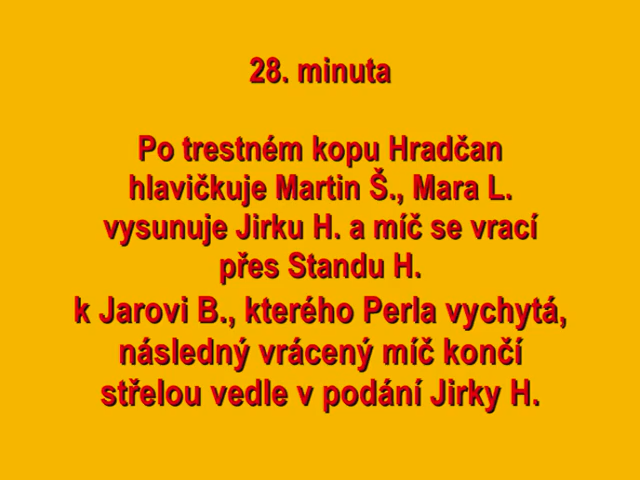 28. minuta
Po trestném kopu Hradčan
hlavičkuje Martin Š., Mara L.
vysunuje Jirku H. a míč se vrací
přes Standu H.
k Jarovi B., kterého Perla vychytá,
následný vrácený míč končí
střelou vedle v podání Jirky H.